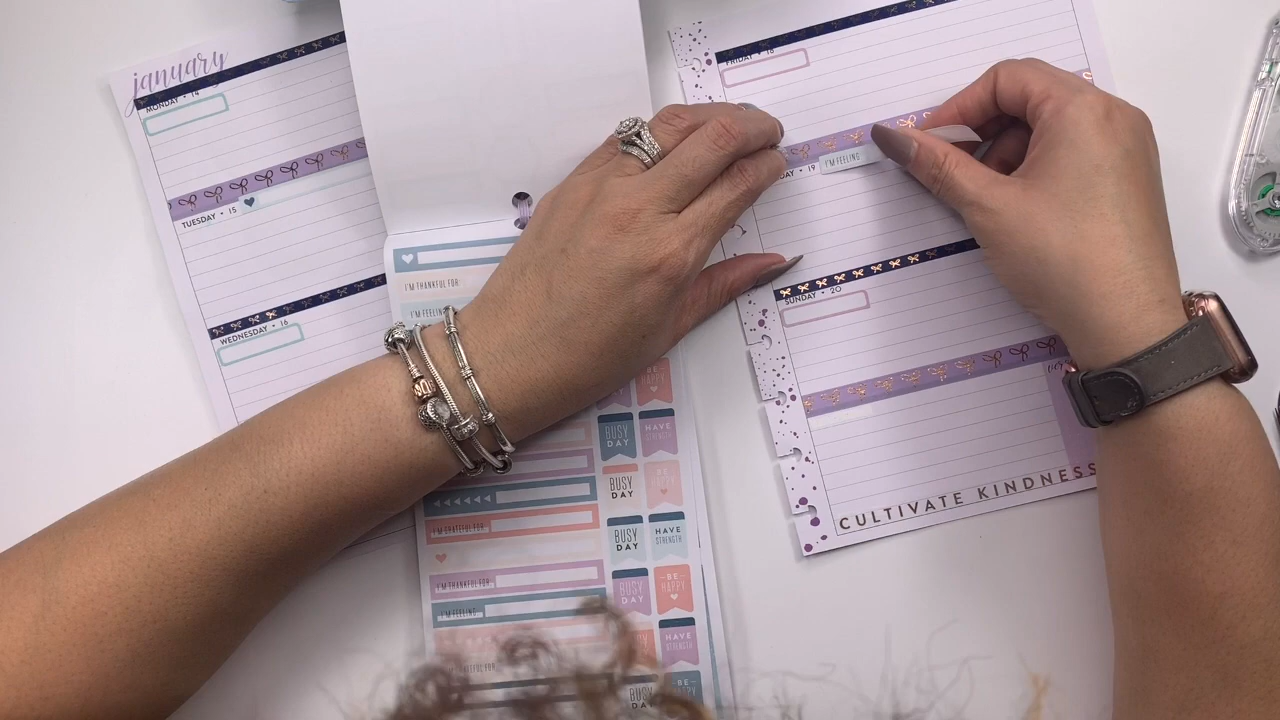 january
MONDAY • 14
TUESDAY • 15
WEDNESDAY • 16
FRIDAY • 18
DAY • 19
I'M FEELING
SUNDAY • 20
CULTIVATE KINDNESS
I'M THANKFUL FOR:
I'M FEELING
BE HAPPY
BUSY DAY
HAVE STRENGTH
BUSY DAY
BE HAPPY
I'M GRATEFUL FOR:
BUSY DAY
HAVE STRENGTH
I'M THANKFUL FOR:
BUSY DAY
-BE- HAPPY
I'M FEELING
HAVE STRENGTH
BUSY
-BE-